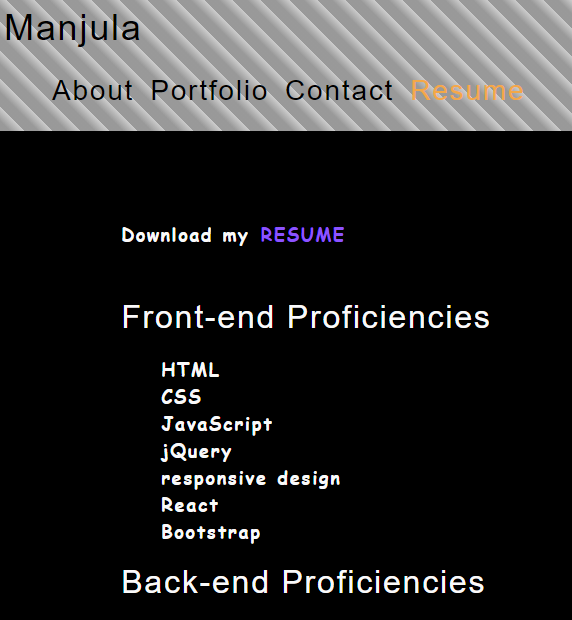 Manjula
About Portfolio Contact Resume
Download my RESUME
Front-end Proficiencies
HTML
CSS
JavaScript
jQuery
responsive design
React
Bootstrap
Back-end Proficiencies